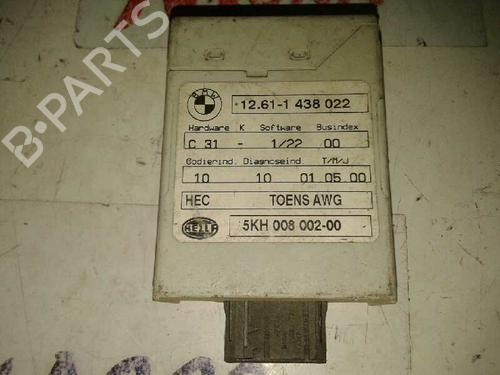 B-PARTS
BMW
12.61-1 438 022
Hardware K Software Busindex
C 31 - 1/22 00
Codierind. Diagnoseind. T/M/J
10 10 01 05 00
HEC TOENS AWG
HELLA 5KH 008 002-00